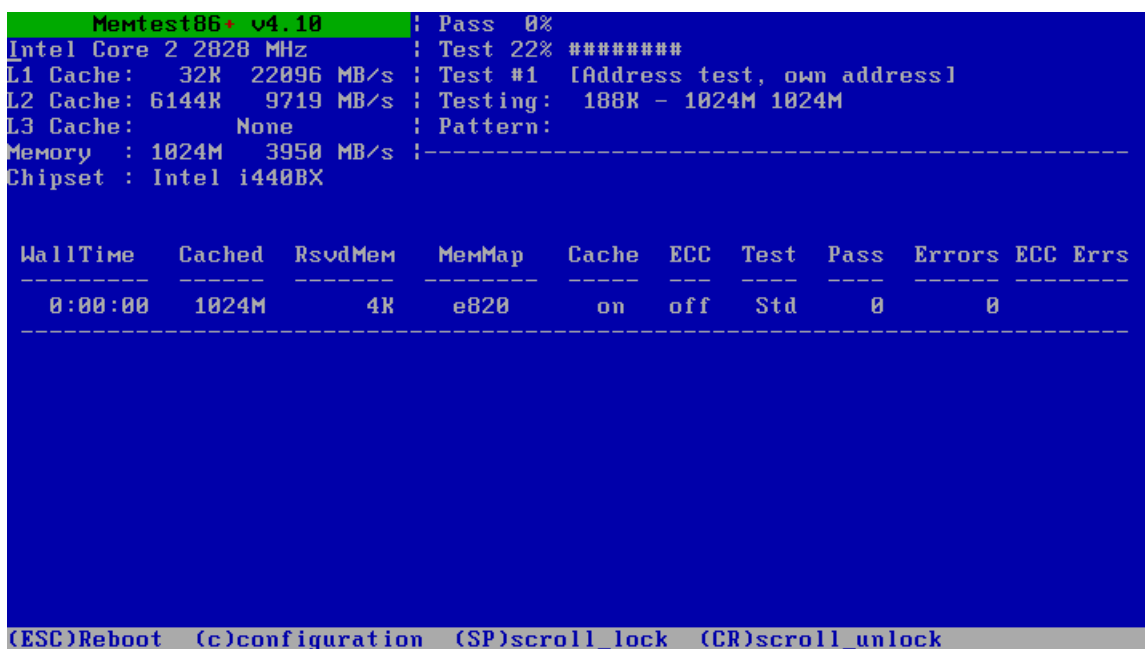 Memtest86+ v4.10 | Pass 0%
Intel Core 2 2828 MHz | Test 22% ########
L1 Cache: 32K 22096 MB/s | Test #1 [Address test, own address]
L2 Cache: 6144K 9719 MB/s | Testing: 188K - 1024M 1024M
L3 Cache: None | Pattern:
Memory : 1024M 3950 MB/s |-------------------------------------------------
Chipset : Intel i440BX
WallTime Cached RsvdMem MemMap Cache ECC Test Pass Errors ECC Errs
--------- ------ ------- -------- ----- --- ---- ---- ------ --------
0:00:00 1024M 4K e820 on off Std 0 0
-----------------------------------------------------------------------------
(ESC)Reboot (c)configuration (SP)scroll_lock (CR)scroll_unlock